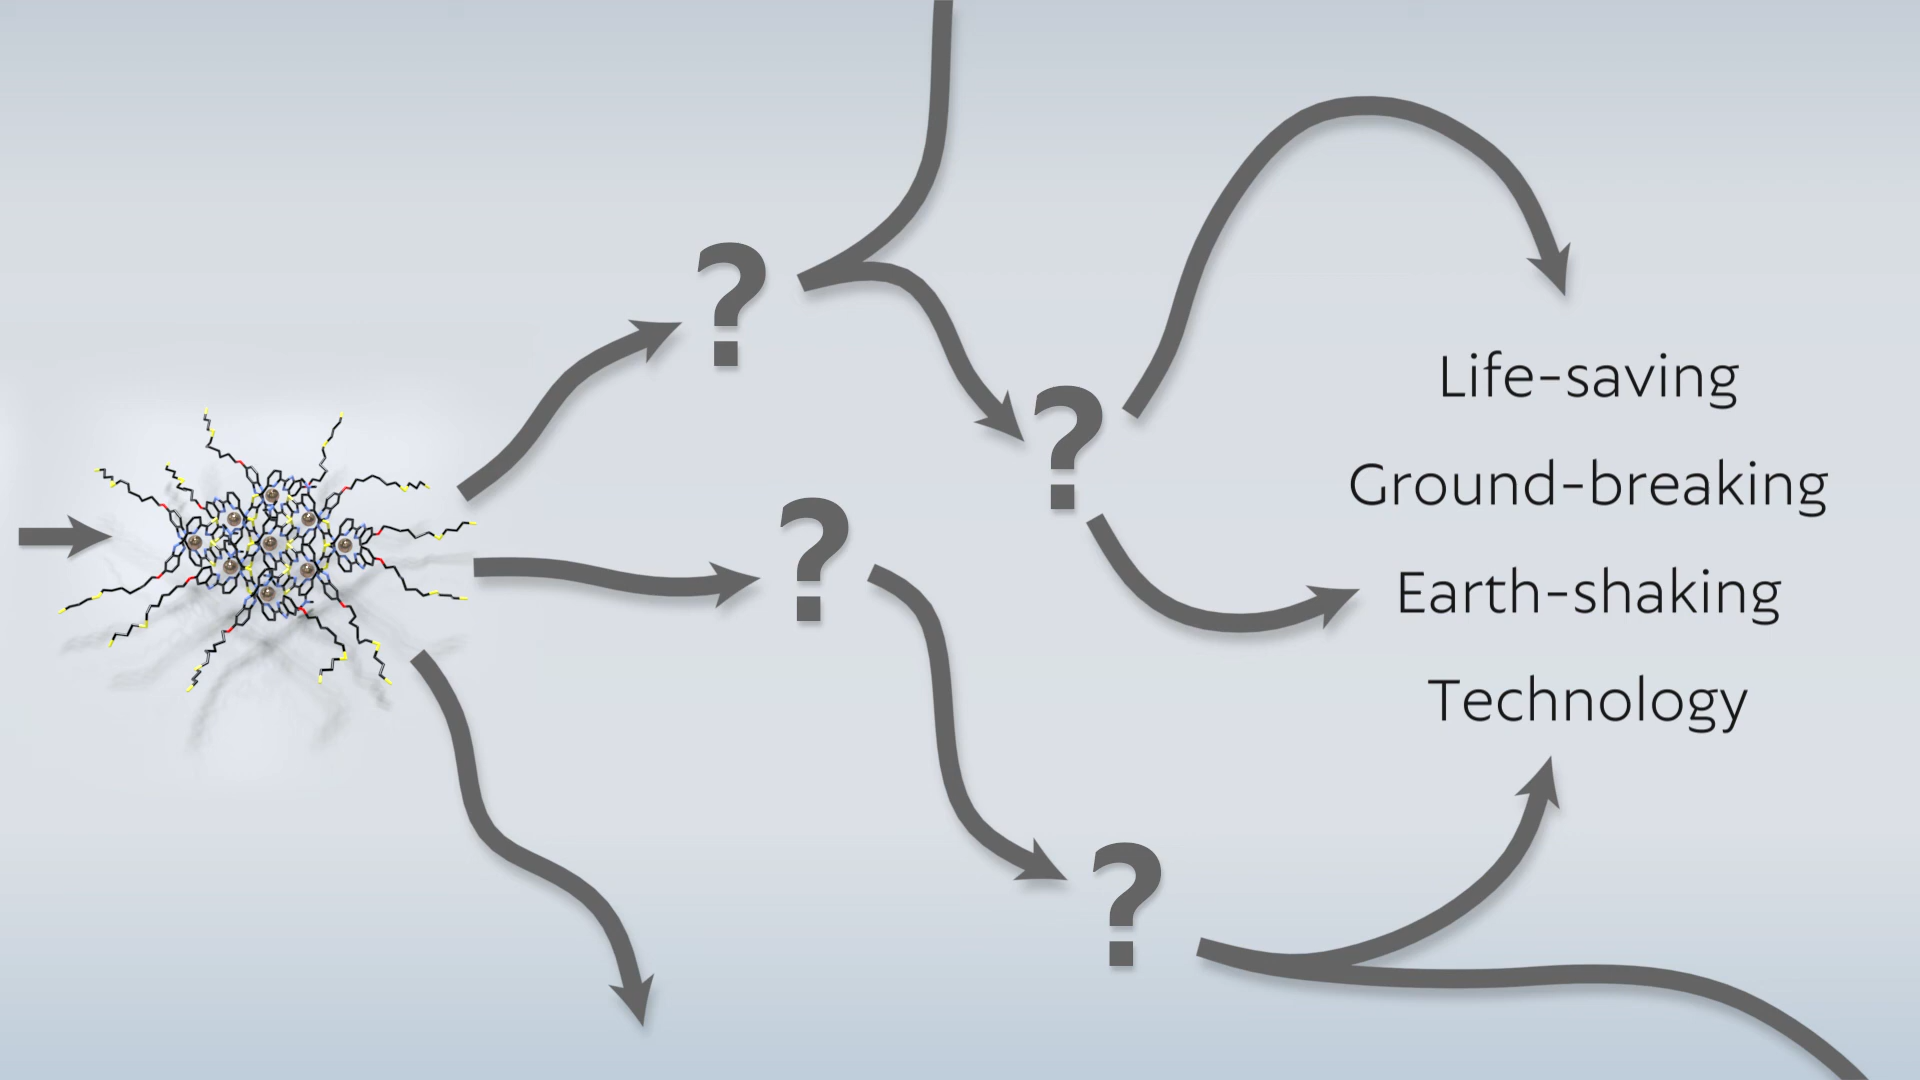 ?
?
?
?
Life-saving
Ground-breaking
Earth-shaking
Technology